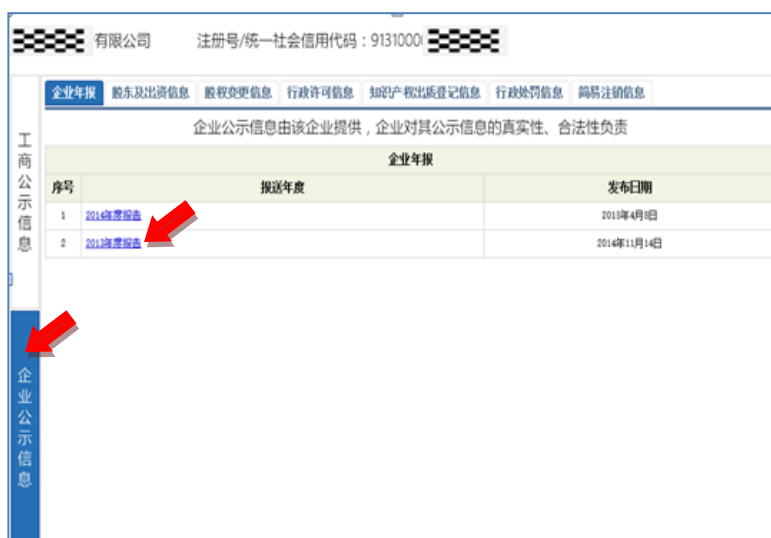 有限公司 注册号/统一社会信用代码：9131000
企业年报 股东及出资信息 股权变更信息 行政许可信息 知识产权出质登记信息 行政处罚信息 简易注销信息
企业公示信息由该企业提供，企业对其公示信息的真实性、合法性负责
企业年报
序号 报送年度 发布日期
1 2014年度报告 2015年4月8日
2 2013年度报告 2014年11月14日
工商公示信息
企业公示信息